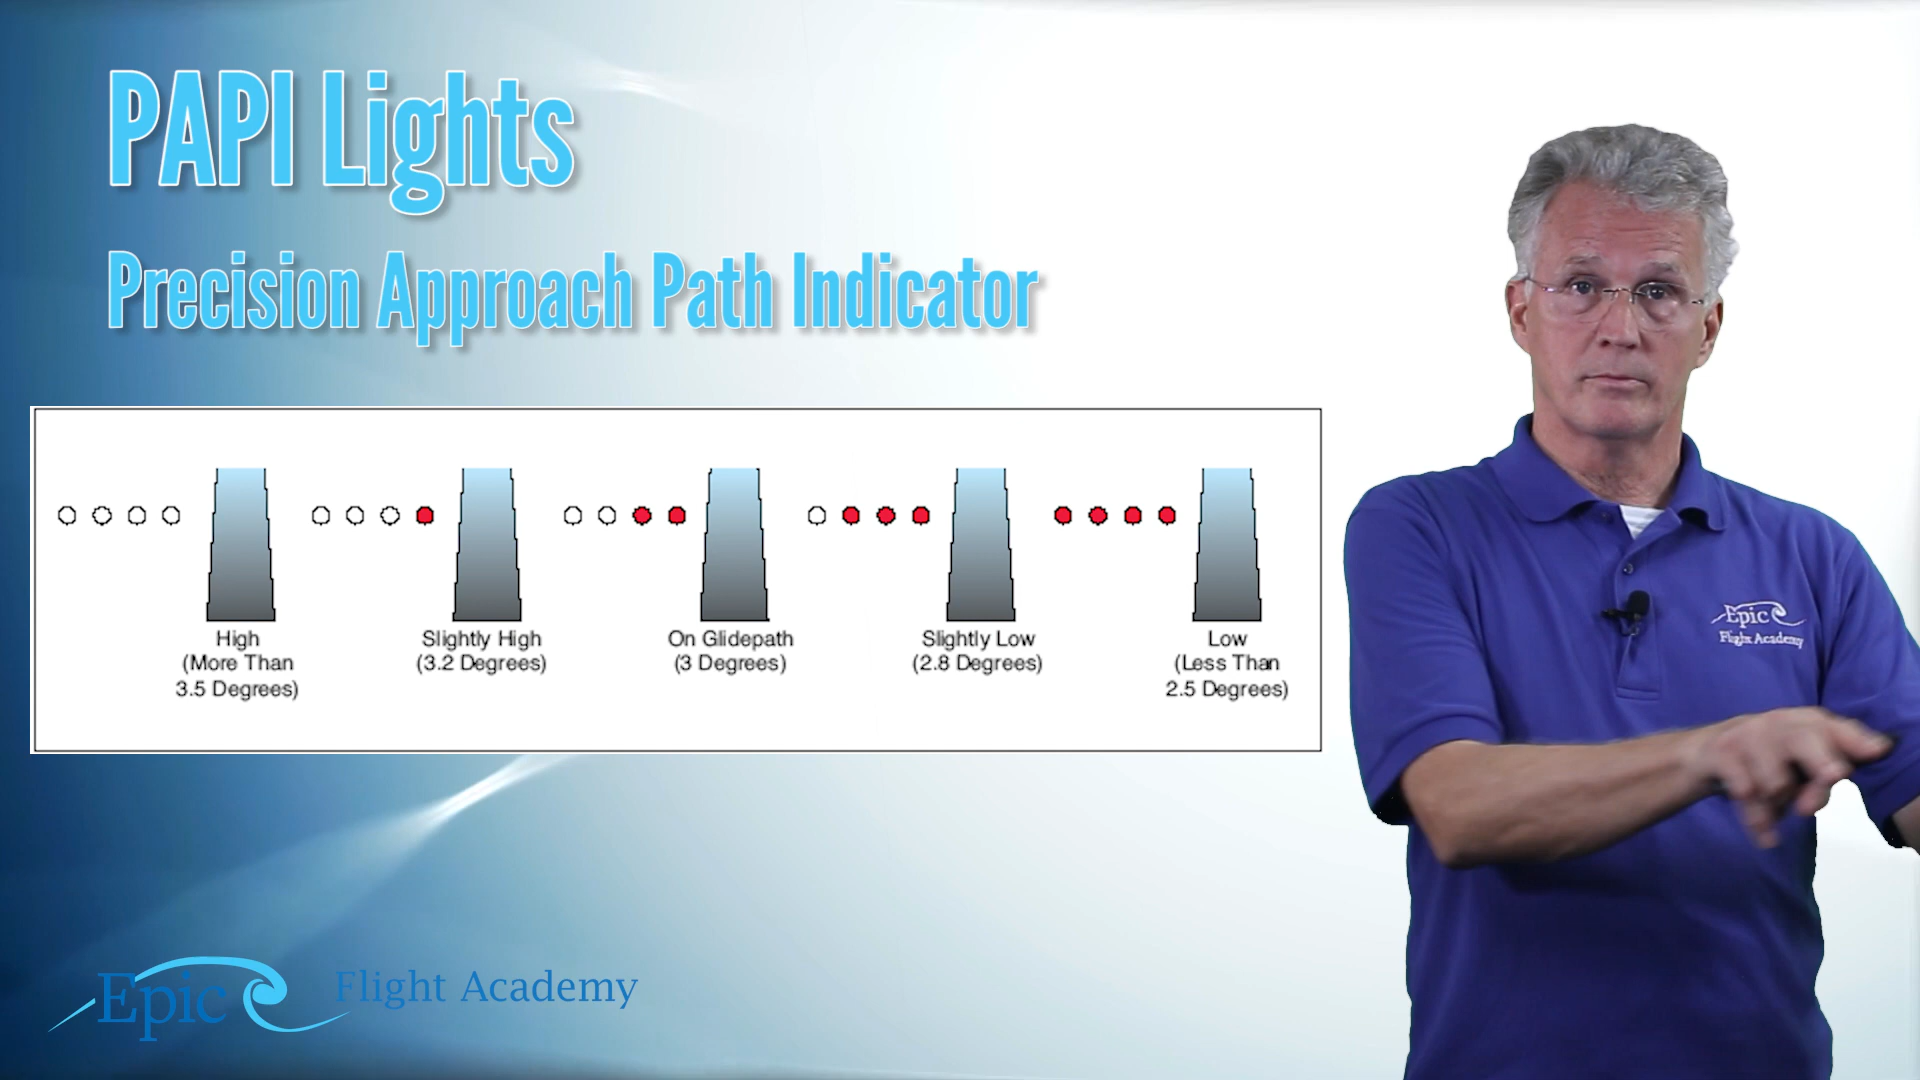 PAPI Lights
Precision Approach Path Indicator
High
(More Than
3.5 Degrees)
Slightly High
(3.2 Degrees)
On Glidepath
(3 Degrees)
Slightly Low
(2.8 Degrees)
Low
(Less Than
2.5 Degrees)
Epic
Flight Academy
Epic Flight Academy